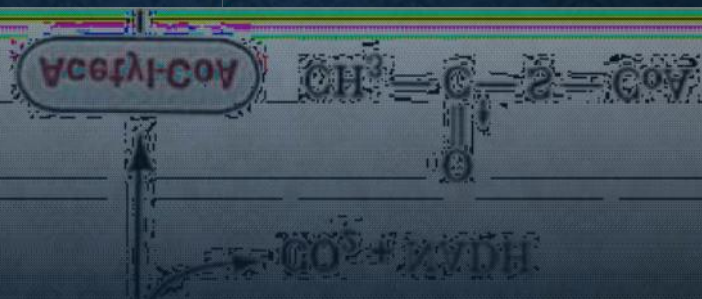 Acetyl-CoA
CH3—C—S—CoA
O
CO2 + NADH